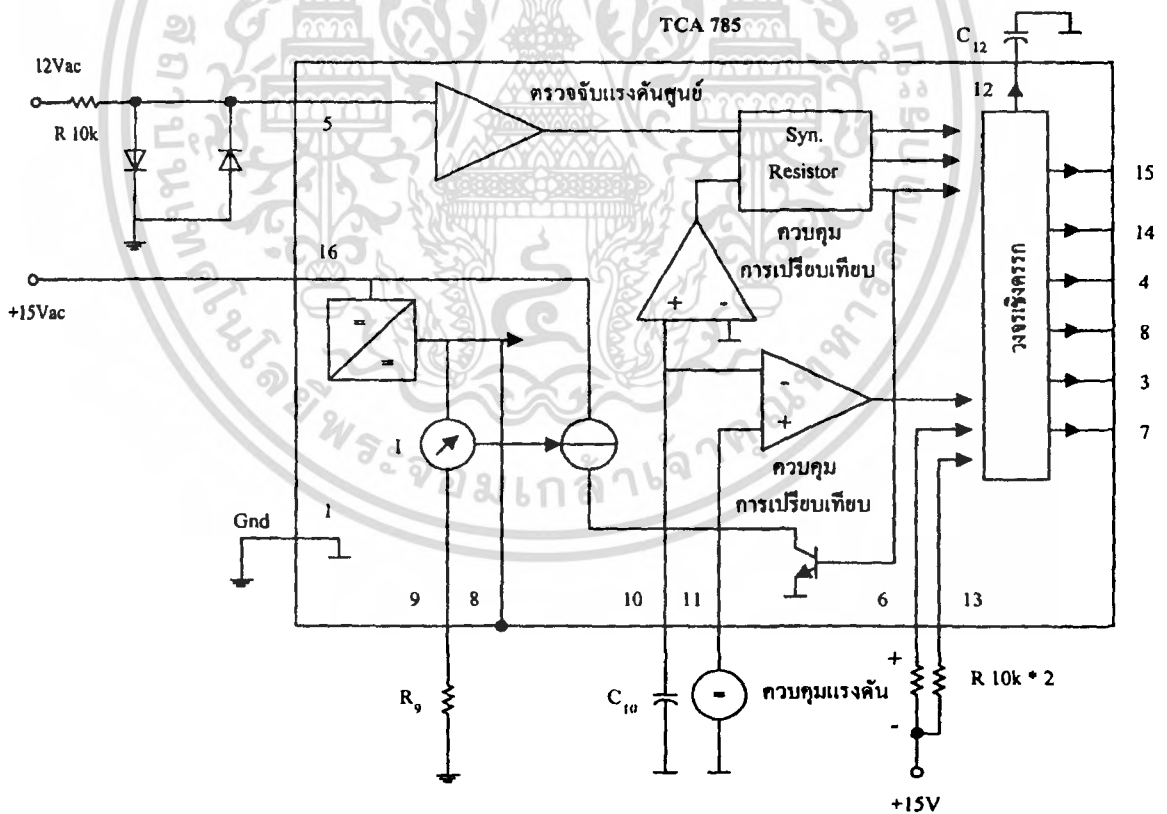 TCA 785
C12
12Vac
12
ตรวจจับแรงดันศูนย์
R 10k
5
Syn.
Resistor
15
14
4
8
3
7
ควบคุม
การเปรียบเทียบ
วงจรเชิงตรรก
16
+15Vac
=
=
+ -
-
+
I
ควบคุม
การเปรียบเทียบ
Gnd
1
9
8
10
11
6
13
R9
C10
=
ควบคุมแรงดัน
+
-
R 10k * 2
+15V